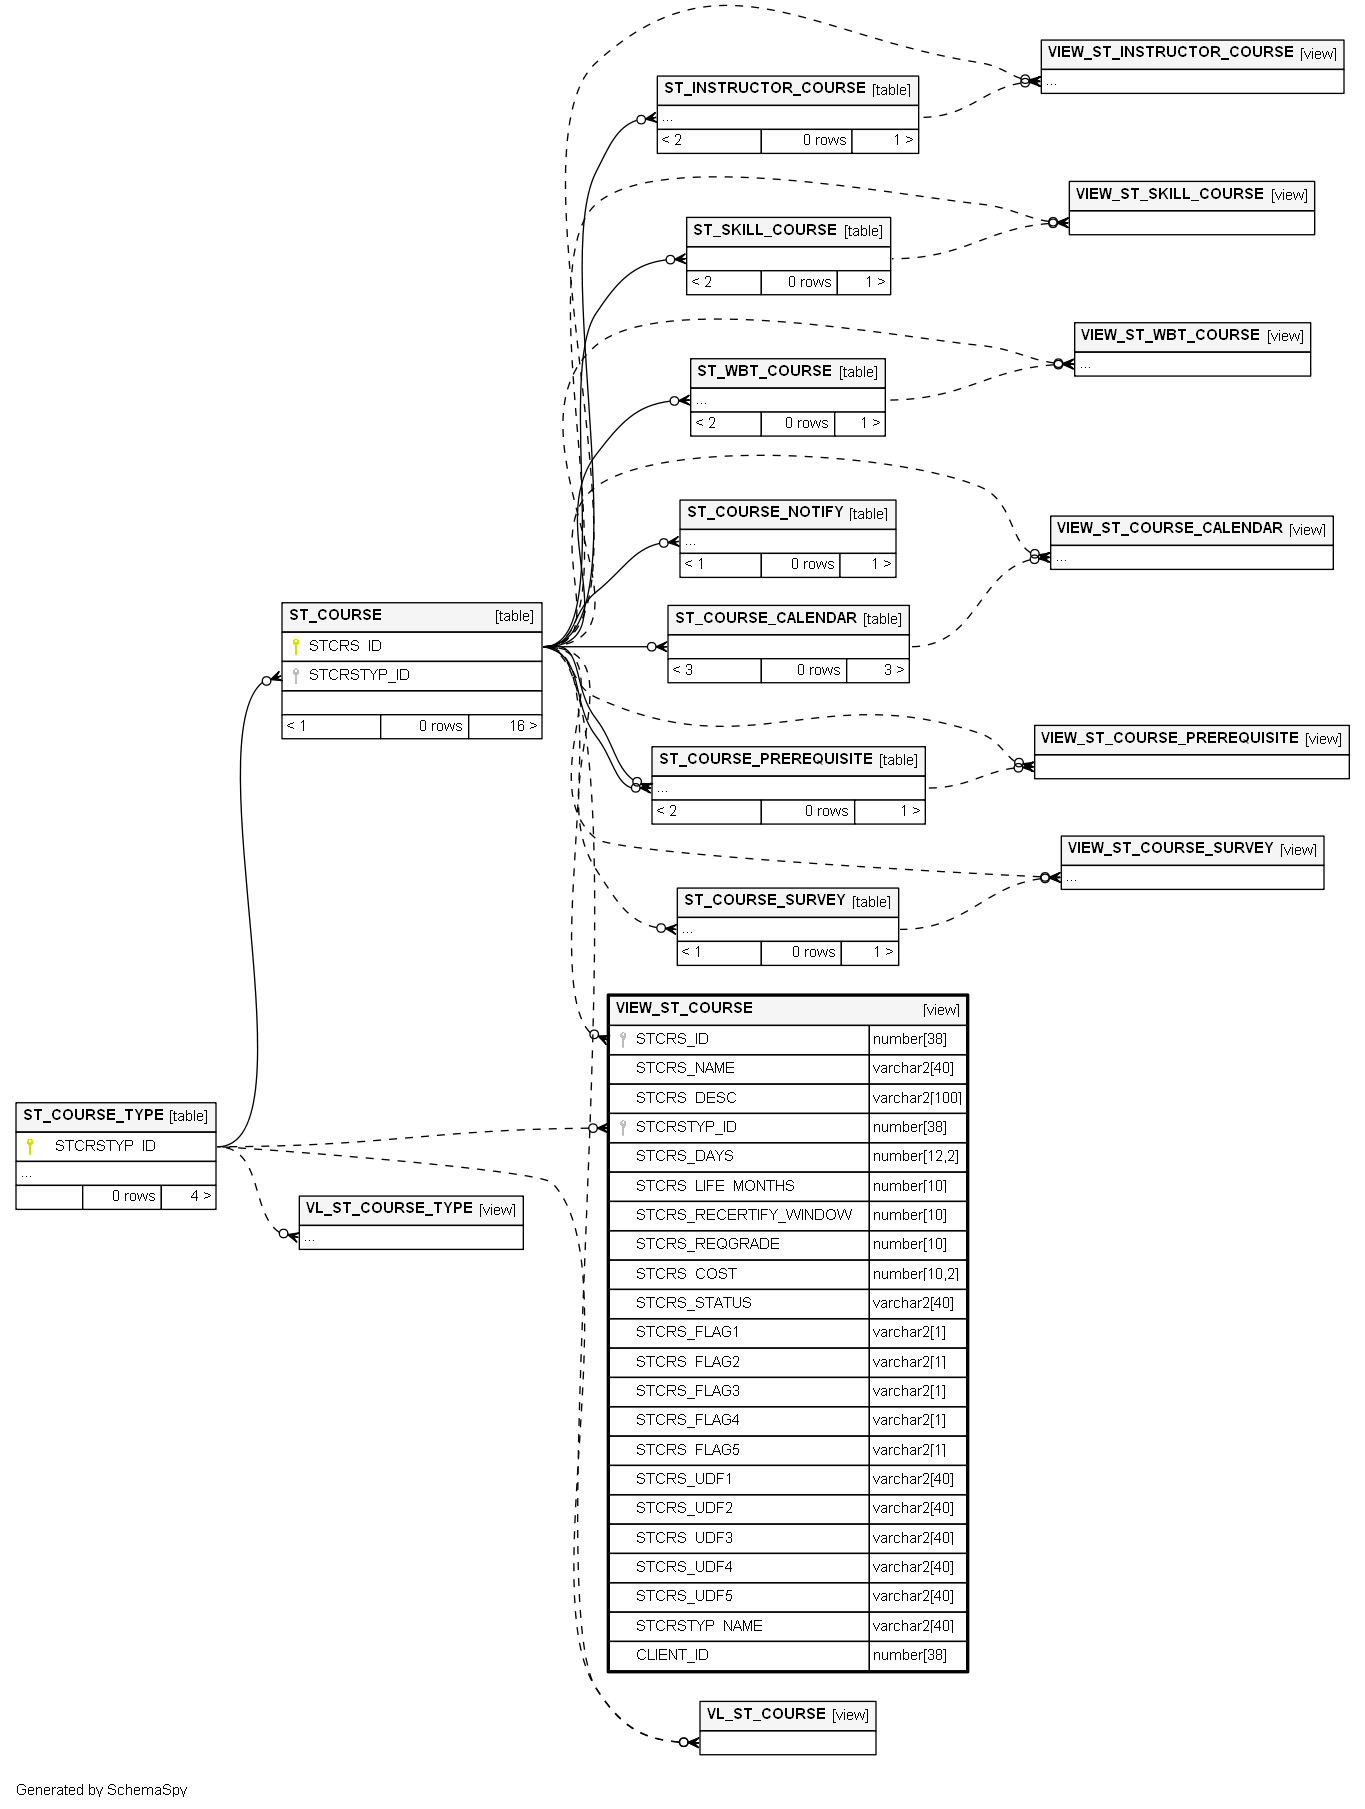 VIEW_ST_INSTRUCTOR_COURSE [view]
...
ST_INSTRUCTOR_COURSE [table]
...
< 2 0 rows 1 >
VIEW_ST_SKILL_COURSE [view]
ST_SKILL_COURSE [table]
< 2 0 rows 1 >
VIEW_ST_WBT_COURSE [view]
...
ST_WBT_COURSE [table]
...
< 2 0 rows 1 >
ST_COURSE_NOTIFY [table]
...
< 1 0 rows 1 >
VIEW_ST_COURSE_CALENDAR [view]
...
ST_COURSE [table]
STCRS_ID
STCRSTYP_ID
< 1 0 rows 16 >
ST_COURSE_CALENDAR [table]
< 3 0 rows 3 >
VIEW_ST_COURSE_PREREQUISITE [view]
ST_COURSE_PREREQUISITE [table]
...
< 2 0 rows 1 >
VIEW_ST_COURSE_SURVEY [view]
...
ST_COURSE_SURVEY [table]
...
< 1 0 rows 1 >
VIEW_ST_COURSE [view]
STCRS_ID number[38]
STCRS_NAME varchar2[40]
STCRS_DESC varchar2[100]
STCRSTYP_ID number[38]
STCRS_DAYS number[12,2]
STCRS_LIFE_MONTHS number[10]
STCRS_RECERTIFY_WINDOW number[10]
STCRS_REQGRADE number[10]
STCRS_COST number[10,2]
STCRS_STATUS varchar2[40]
STCRS_FLAG1 varchar2[1]
STCRS_FLAG2 varchar2[1]
STCRS_FLAG3 varchar2[1]
STCRS_FLAG4 varchar2[1]
STCRS_FLAG5 varchar2[1]
STCRS_UDF1 varchar2[40]
STCRS_UDF2 varchar2[40]
STCRS_UDF3 varchar2[40]
STCRS_UDF4 varchar2[40]
STCRS_UDF5 varchar2[40]
STCRSTYP_NAME varchar2[40]
CLIENT_ID number[38]
ST_COURSE_TYPE [table]
STCRSTYP_ID
...
0 rows 4 >
VL_ST_COURSE_TYPE [view]
...
VL_ST_COURSE [view]
Generated by SchemaSpy